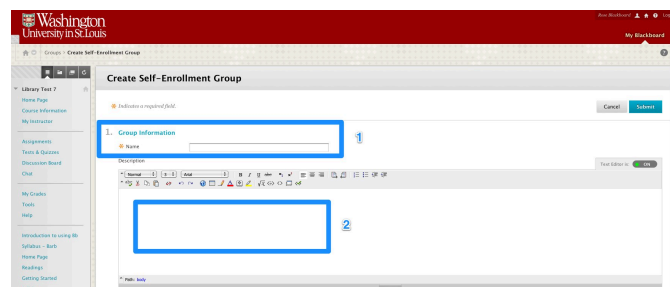 Washington
University in St.Louis
My Blackboard
Groups > Create Self-Enrollment Group
Create Self-Enrollment Group
Library Test 7
Home Page
Course Information
My Instructor
Assignments
Tests & Quizzes
Discussion Board
Chat
My Grades
Tools
Help
Introduction to using Bb
Syllabus - Barb
Home Page
Readings
Getting Started
Indicates a required field.
Cancel
Submit
1. Group Information
Name
1
Description
Text Editor is: ON
Normal 3 Arial
2
Path: body